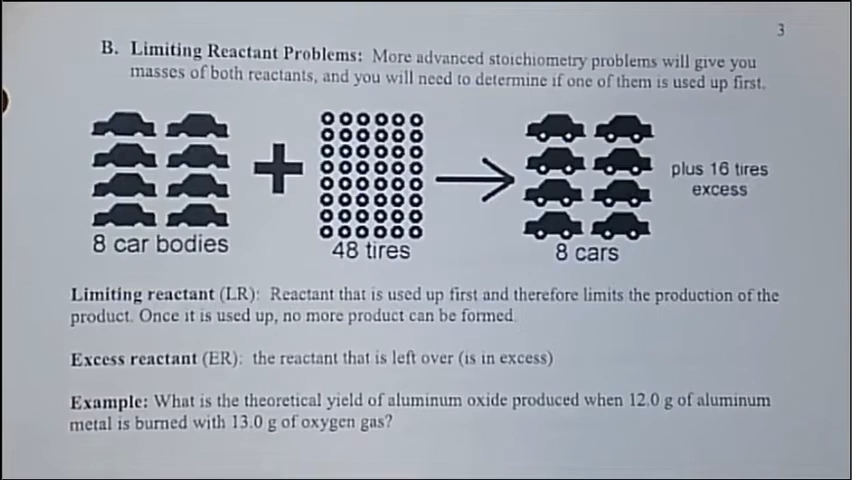 3
B. Limiting Reactant Problems: More advanced stoichiometry problems will give you
masses of both reactants, and you will need to determine if one of them is used up first.
8 car bodies
48 tires
8 cars
plus 16 tires
excess
Limiting reactant (LR): Reactant that is used up first and therefore limits the production of the
product. Once it is used up, no more product can be formed.
Excess reactant (ER): the reactant that is left over (is in excess)
Example: What is the theoretical yield of aluminum oxide produced when 12.0 g of aluminum
metal is burned with 13.0 g of oxygen gas?